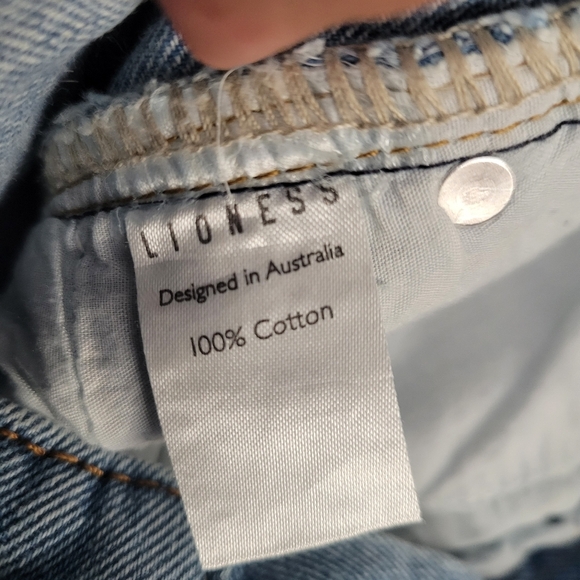 LIONESS
Designed in Australia
100% Cotton